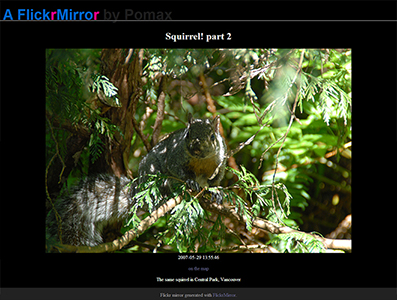 A FlickrMirror by Pomax
Squirrel! part 2
2007-05-29 13:55:46
on the map
The same squirrel in Central Park, Vancouver
Flickr mirror generated with FlickrMirror